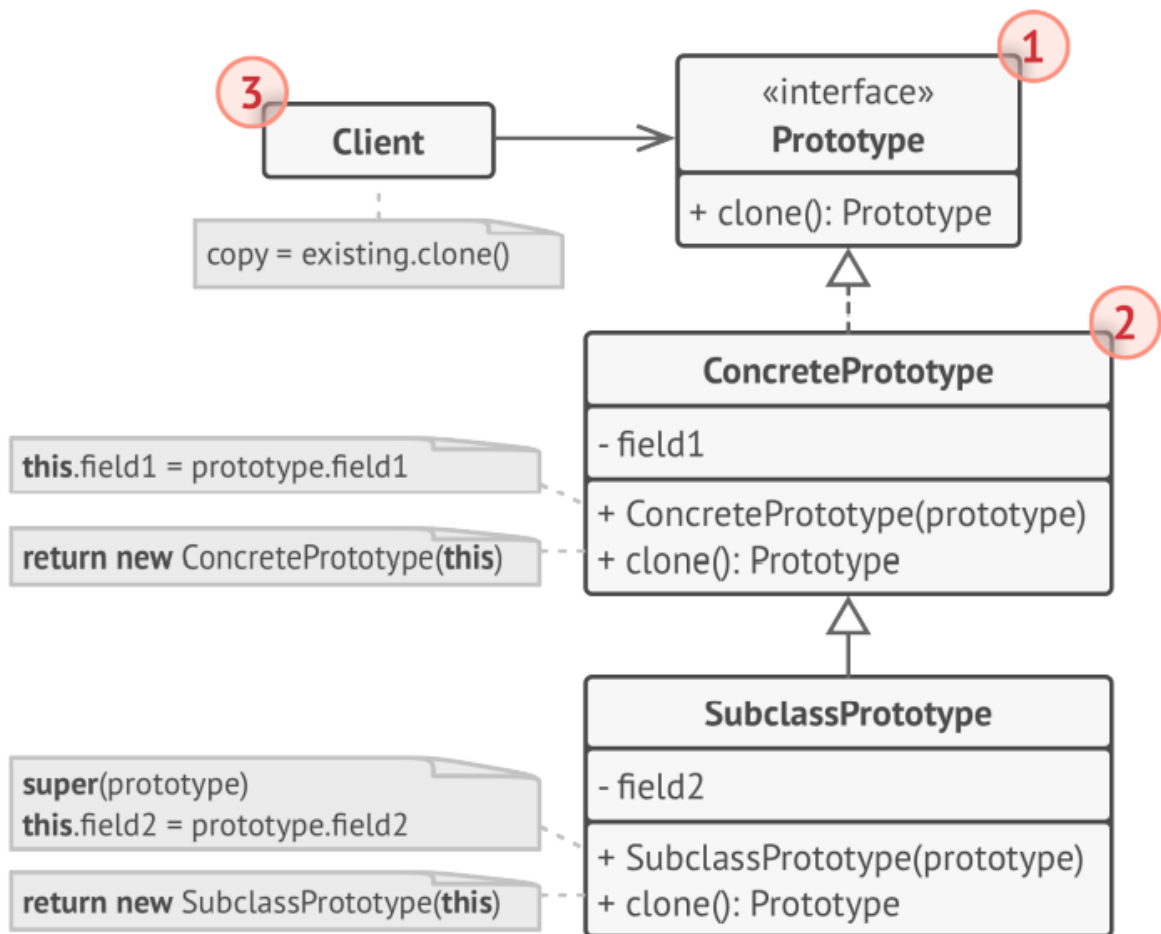 1
3
«interface»
Prototype
Client
+ clone(): Prototype
copy = existing.clone()
2
ConcretePrototype
- field1
this.field1 = prototype.field1
+ ConcretePrototype(prototype)
return new ConcretePrototype(this)
+ clone(): Prototype
SubclassPrototype
- field2
super(prototype)
this.field2 = prototype.field2
+ SubclassPrototype(prototype)
return new SubclassPrototype(this)
+ clone(): Prototype